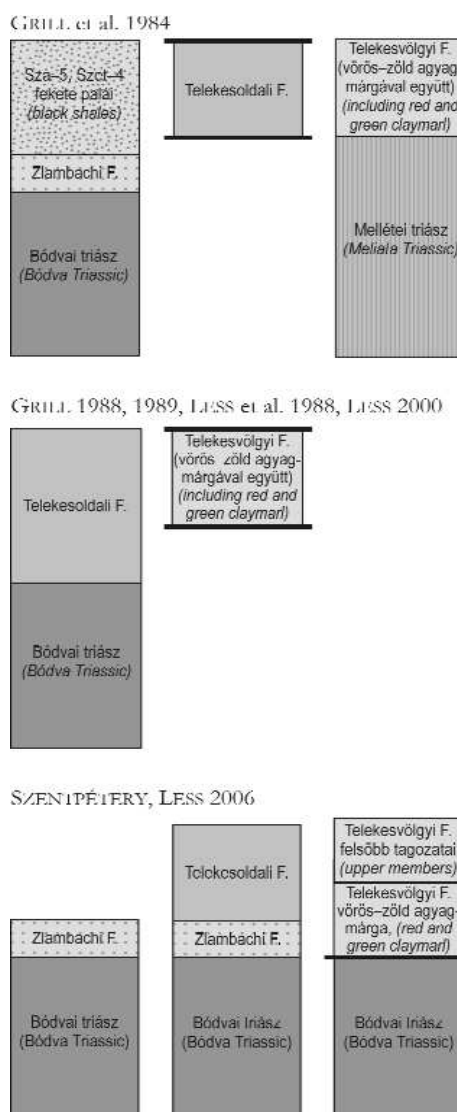 GRILL et al. 1984
Sza–5, Szct–4
fekete palái
(black shales)
Zlambachi F.
Bódvai triász
(Bódva Triassic)
Telekesoldali F.
Telekesvölgyi F.
(vörös–zöld agyag-
márgával együtt)
(including red and
green claymarl)
Mellétei triász
(Meliata Triassic)
GRILL 1988, 1989, LESS et al. 1988, LESS 2000
Telekesoldali F.
Bódvai triász
(Bódva Triassic)
Telekesvölgyi F.
(vörös zöld agyag-
márgával együtt)
(including red and
green claymarl)
SZENTPÉTERY, LESS 2006
Zlambachi F.
Bódvai triász
(Bódva Triassic)
Telekesoldali F.
Zlambachi F.
Bódvai triász
(Bódva Triassic)
Telekesvölgyi F.
felsőbb tagozatai
(upper members)
Telekesvölgyi F.
vörös–zöld agyag-
márga, (red and
green claymarl)
Bódvai triász
(Bódva Triassic)